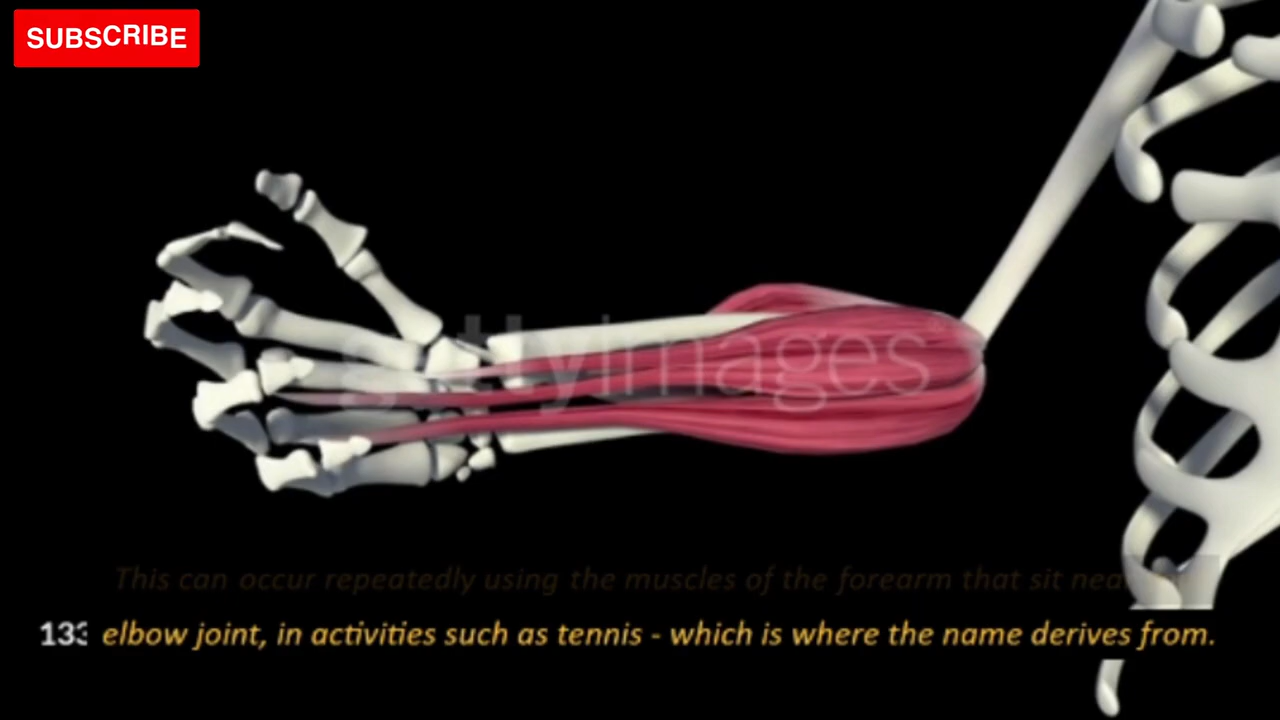 SUBSCRIBE
gettyimages
This can occur repeatedly using the muscles of the forearm that sit
133 elbow joint, in activities such as tennis - which is where the name derives from.